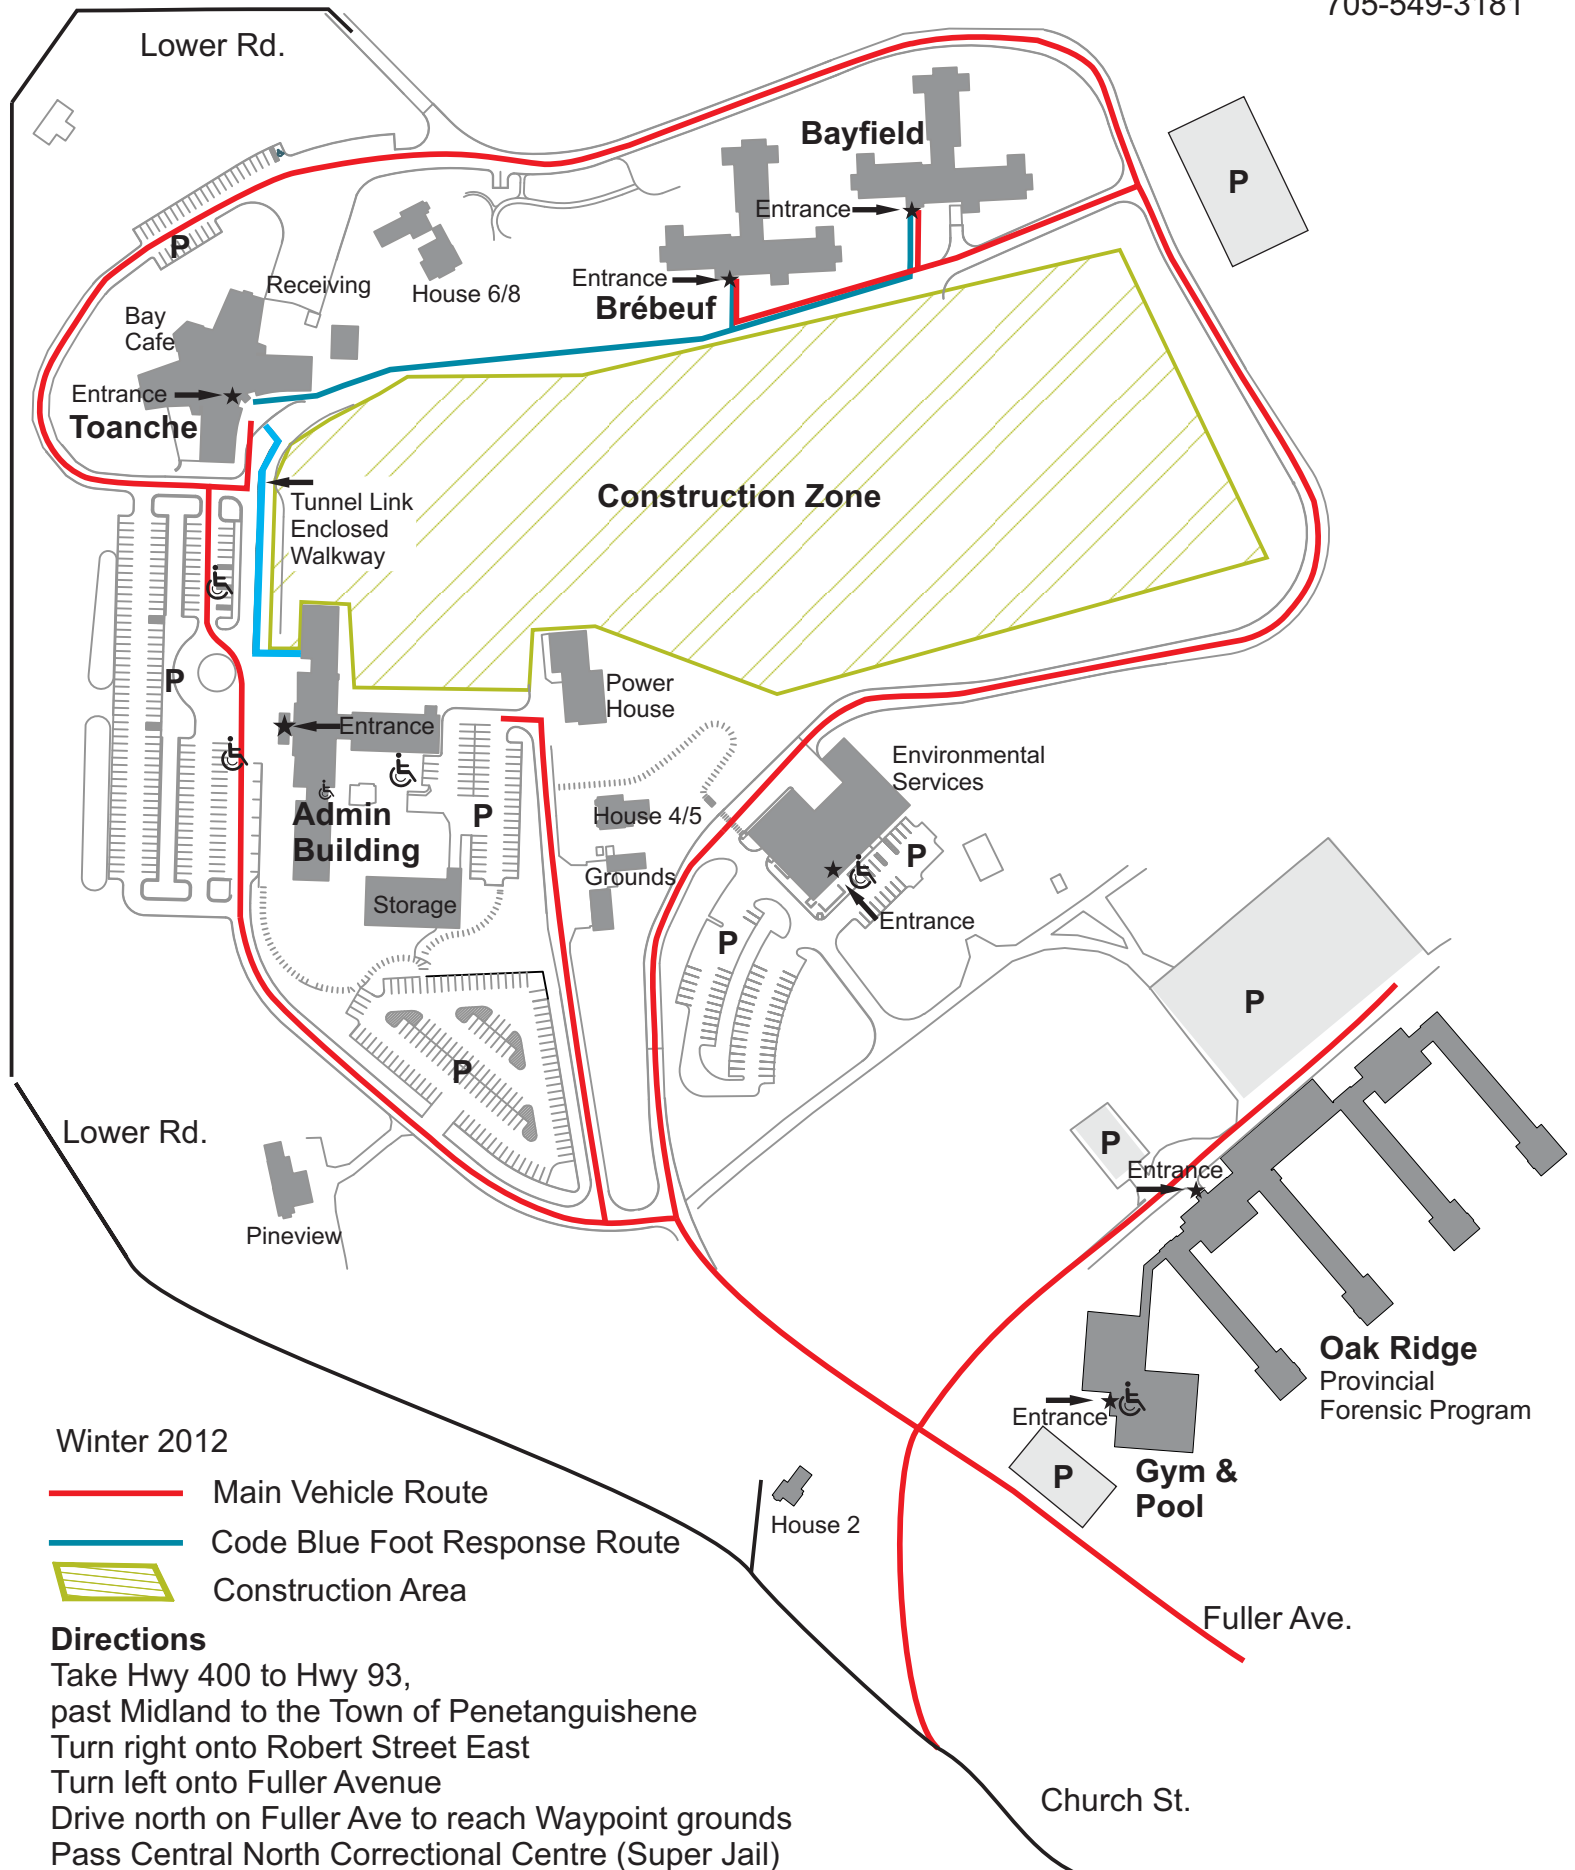 705-549-3181
Lower Rd.
Bayfield
P
Entrance
P
Receiving
House 6/8
Entrance
Brébeuf
Bay
Cafe
Entrance
Toanche
Construction Zone
Tunnel Link
Enclosed
Walkway
P
Power
House
Entrance
Environmental
Services
Admin
Building
P
House 4/5
P
Grounds
Storage
Entrance
P
P
P
Lower Rd.
P
Entrance
Pineview
Oak Ridge
Provincial
Forensic Program
Entrance
Gym &
Pool
P
House 2
Winter 2012
Main Vehicle Route
Code Blue Foot Response Route
Construction Area
Fuller Ave.
Church St.
Directions
Take Hwy 400 to Hwy 93,
past Midland to the Town of Penetanguishene
Turn right onto Robert Street East
Turn left onto Fuller Avenue
Drive north on Fuller Ave to reach Waypoint grounds
Pass Central North Correctional Centre (Super Jail)